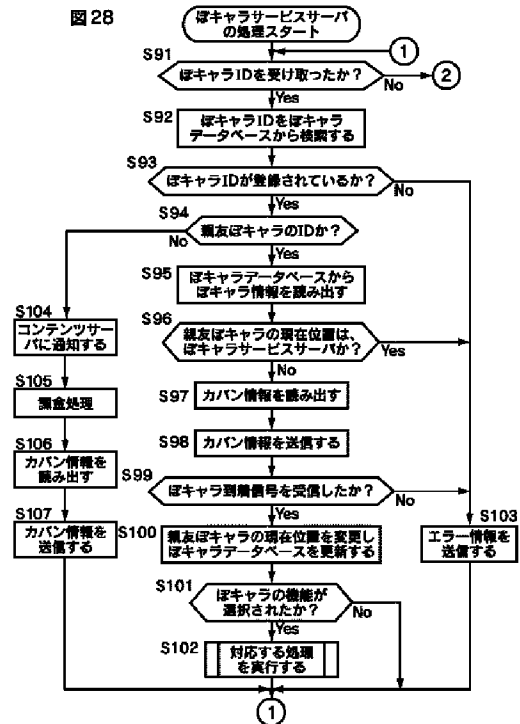 図28
ぽキャラサービスサーバ
の処理スタート
1
S91
ぽキャラIDを受け取ったか？
No
2
Yes
S92
ぽキャラIDをぽキャラ
データベースから検索する
S93
ぽキャラIDが登録されているか？
No
Yes
S94
親友ぽキャラのIDか？
No
Yes
S95
ぽキャラデータベースから
ぽキャラ情報を読み出す
S96
親友ぽキャラの現在位置は、
ぽキャラサービスサーバか？
Yes
No
S97
カバン情報を読み出す
S98
カバン情報を送信する
S99
ぽキャラ到着信号を受信したか？
No
Yes
S100
親友ぽキャラの現在位置を変更し
ぽキャラデータベースを更新する
S101
ぽキャラの機能が
選択されたか？
No
Yes
S102
対応する処理
を実行する
1
S103
エラー情報を
送信する
S104
コンテンツサー
バに通知する
S105
課金処理
S106
カバン情報を
読み出す
S107
カバン情報を
送信する